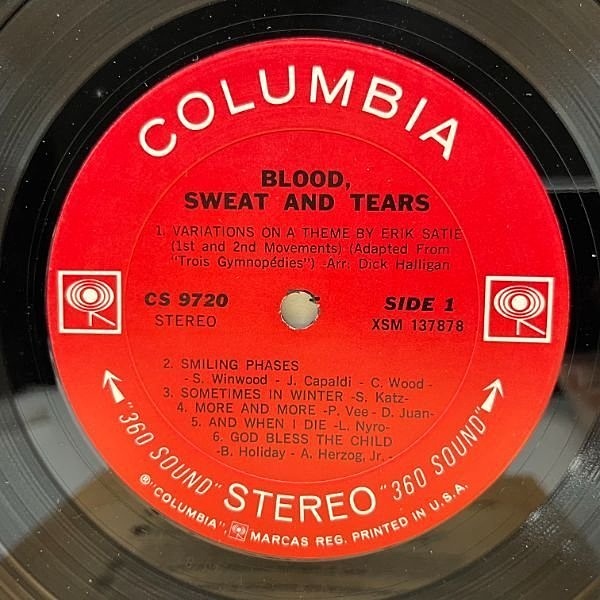 COLUMBIA
BLOOD,
SWEAT AND TEARS
1. VARIATIONS ON A THEME BY ERIK SATIE
(1st and 2nd Movements) (Adapted From
"Trois Gymnopédies") -Arr. Dick Halligan
CS 9720
STEREO
SIDE 1
XSM 137878
2. SMILING PHASES
- S. Winwood - J. Capaldi - C. Wood -
3. SOMETIMES IN WINTER -S. Katz-
4. MORE AND MORE -P. Vee - D. Juan-
5. AND WHEN I DIE -L. Nyro-
6. GOD BLESS THE CHILD
-B. Holiday - A. Herzog, Jr.-
"360 SOUND" STEREO "360 SOUND"
℗"COLUMBIA", MARCAS REG. PRINTED IN U.S.A.